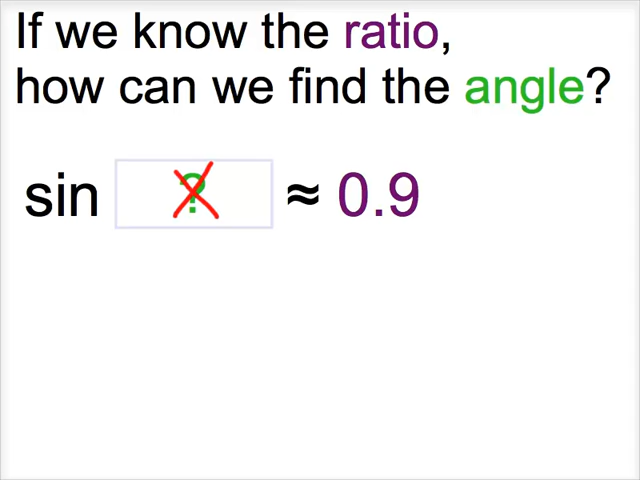 If we know the ratio,
how can we find the angle?
sin ? ≈ 0.9